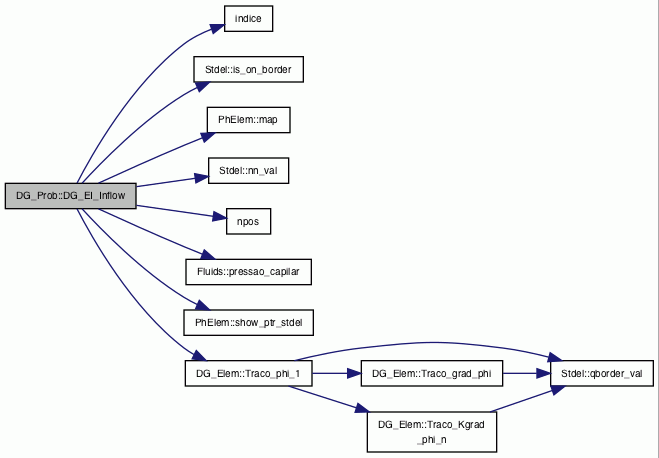 indice
Stdel::is_on_border
PhElem::map
Stdel::nn_val
DG_Prob::DG_EI_Inflow
npos
Fluids::pressao_capilar
PhElem::show_ptr_stdel
DG_Elem::Traco_phi_1
DG_Elem::Traco_grad_phi
Stdel::qborder_val
DG_Elem::Traco_Kgrad
_phi_n